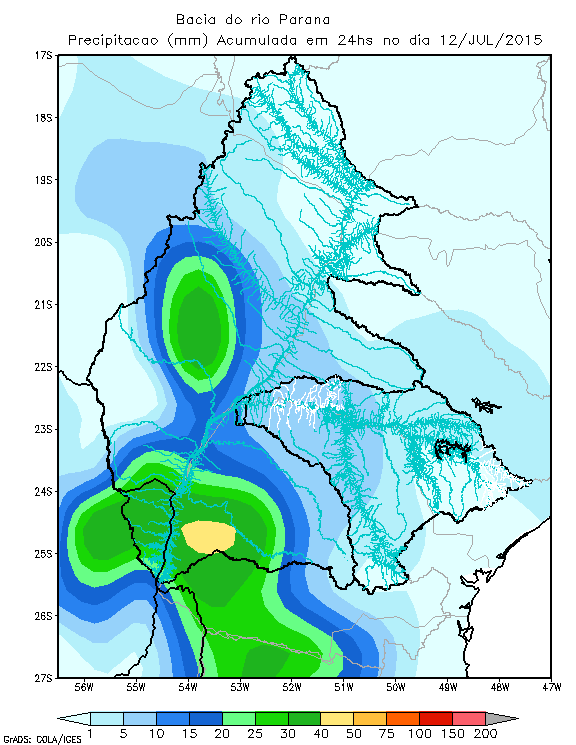 Bacia do rio Parana
Precipitacao (mm) Acumulada em 24hs no dia 12/JUL/2015
17S
18S
19S
20S
21S
22S
23S
24S
25S
26S
27S
56W 55W 54W 53W 52W 51W 50W 49W 48W 47W
1 5 10 15 20 25 30 40 50 75 100 150 200
GrADS: COLA/IGES